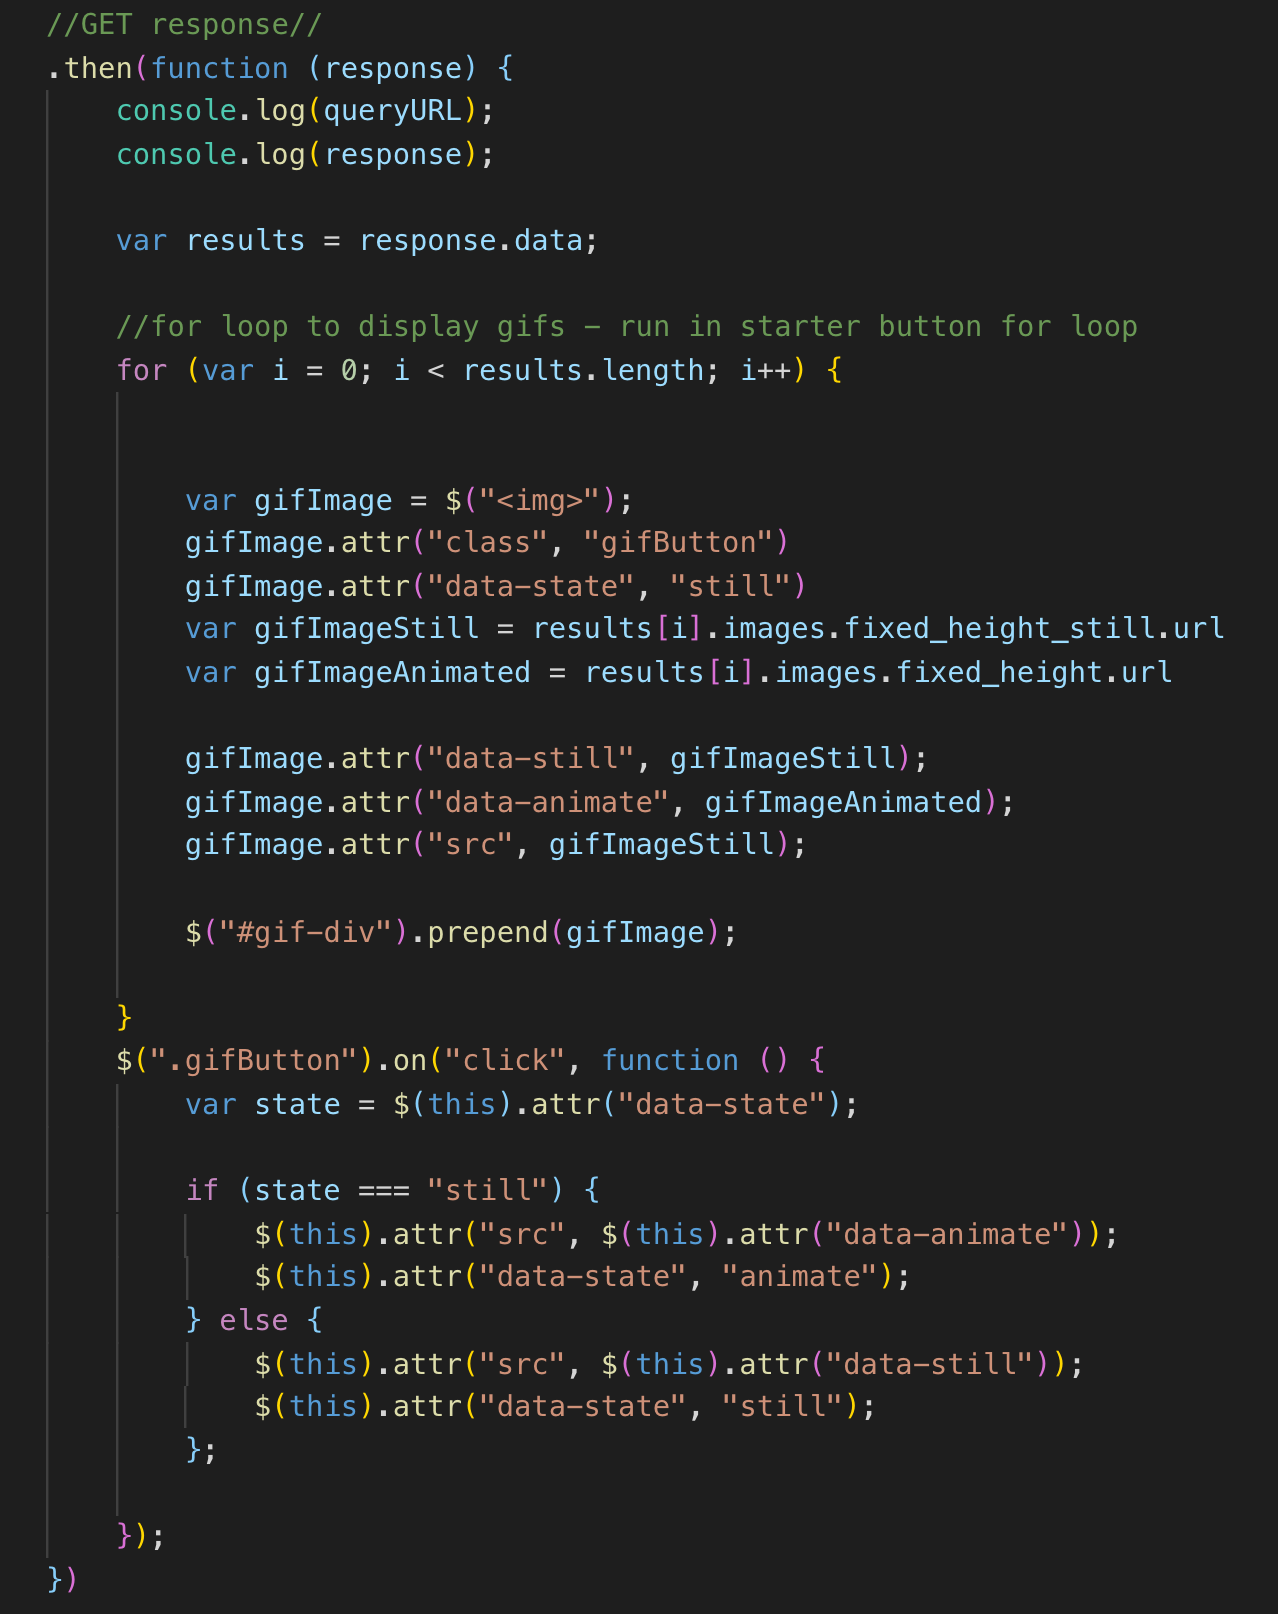 //GET response//
.then(function (response) {
    console.log(queryURL);
    console.log(response);

    var results = response.data;

    //for loop to display gifs - run in starter button for loop
    for (var i = 0; i < results.length; i++) {


        var gifImage = $("<img>");
        gifImage.attr("class", "gifButton")
        gifImage.attr("data-state", "still")
        var gifImageStill = results[i].images.fixed_height_still.url
        var gifImageAnimated = results[i].images.fixed_height.url

        gifImage.attr("data-still", gifImageStill);
        gifImage.attr("data-animate", gifImageAnimated);
        gifImage.attr("src", gifImageStill);

        $("#gif-div").prepend(gifImage);

    }
    $(".gifButton").on("click", function () {
        var state = $(this).attr("data-state");

        if (state === "still") {
            $(this).attr("src", $(this).attr("data-animate"));
            $(this).attr("data-state", "animate");
        } else {
            $(this).attr("src", $(this).attr("data-still"));
            $(this).attr("data-state", "still");
        };

    });
})